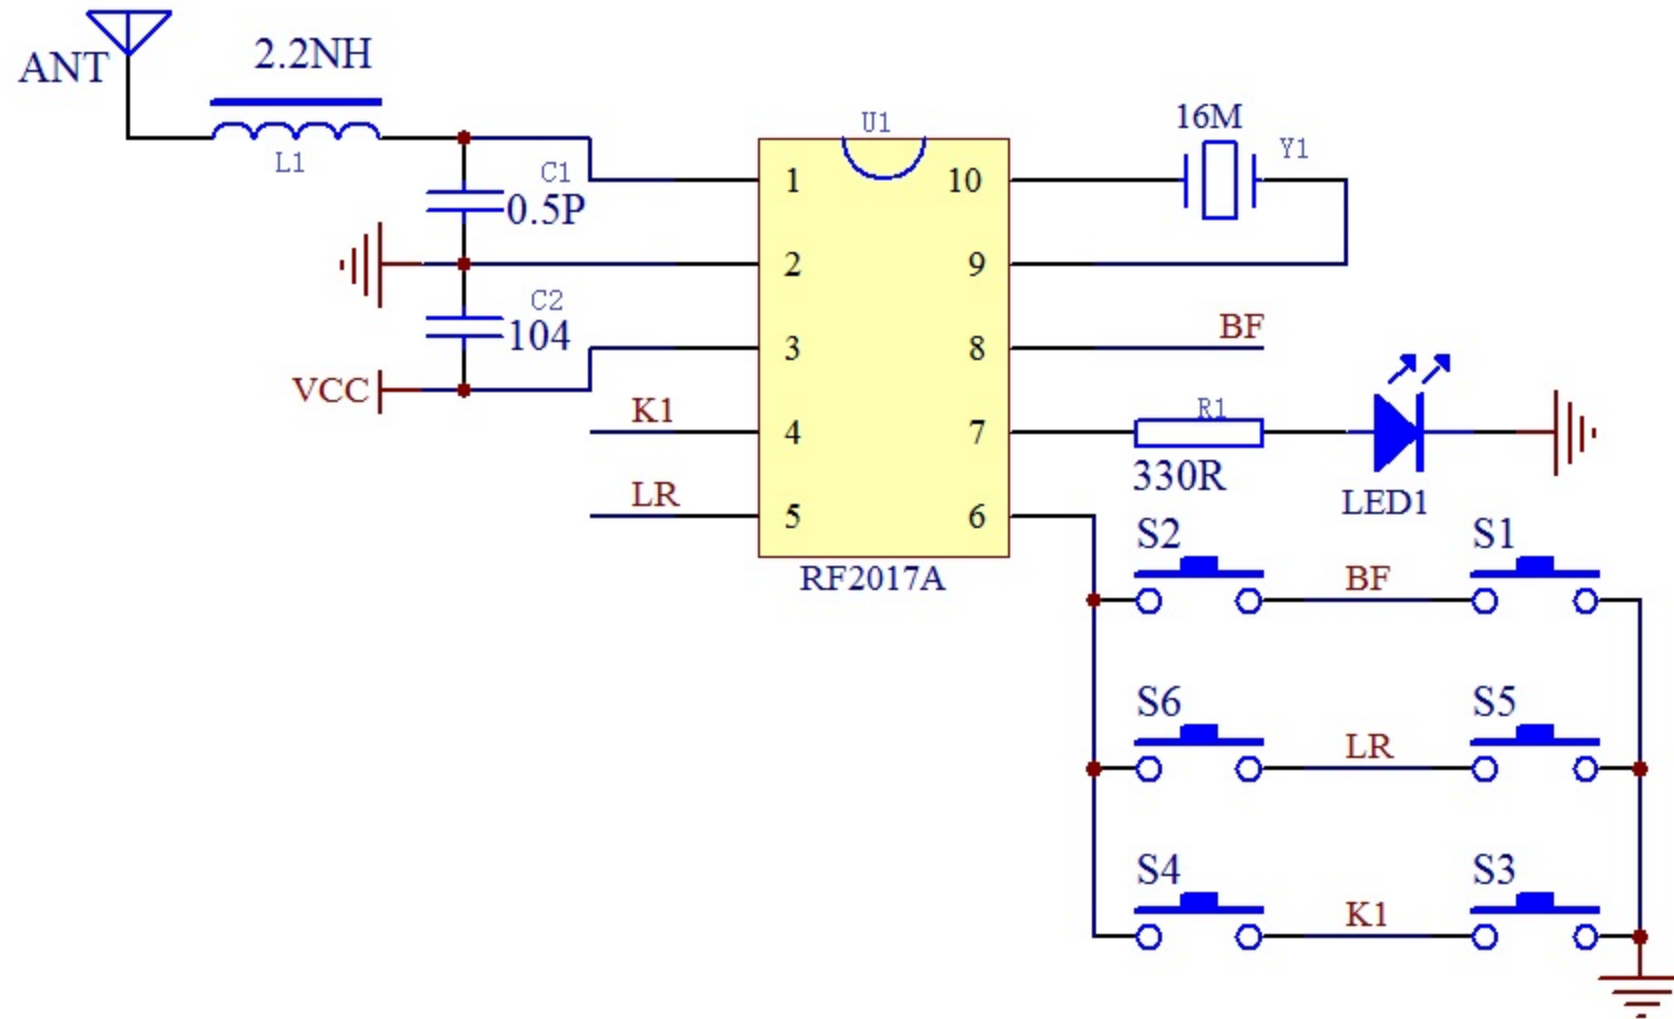 ANT
2.2NH
L1
C1
0.5P
C2
104
VCC
K1
LR
U1
1
2
3
4
5
10
9
8
7
6
RF2017A
16M
Y1
BF
R1
330R
LED1
S2
BF
S1
S6
LR
S5
S4
K1
S3